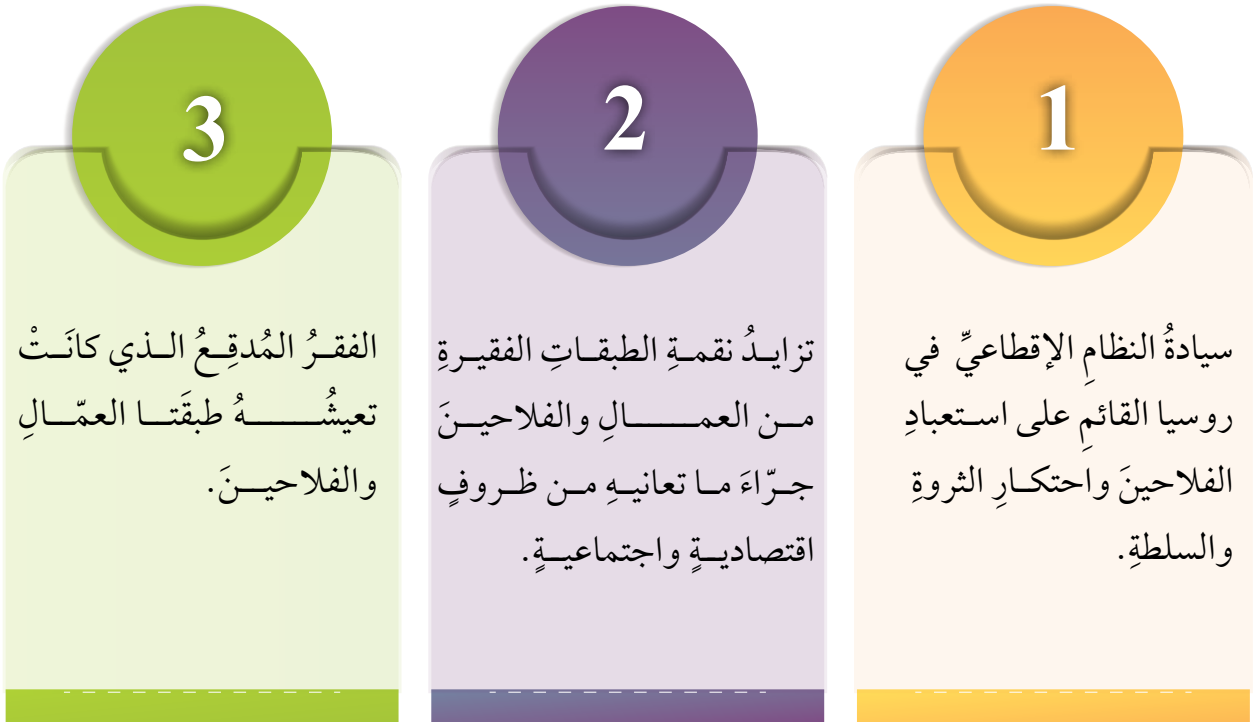 1
سيادةُ النظامِ الإقطاعيِّ في
روسيا القائمِ على استعبادِ
الفلاحينَ واحتكارِ الثروةِ
والسلطةِ.
2
تزايدُ نقمةِ الطبقاتِ الفقيرةِ
من العمالِ والفلاحينَ
جرّاءَ ما تعانيهِ من ظروفٍ
اقتصاديةٍ واجتماعيةٍ.
3
الفقرُ المُدقِعُ الذي كانَتْ
تعيشُهُ طبقَتا العمّالِ
والفلاحينَ.